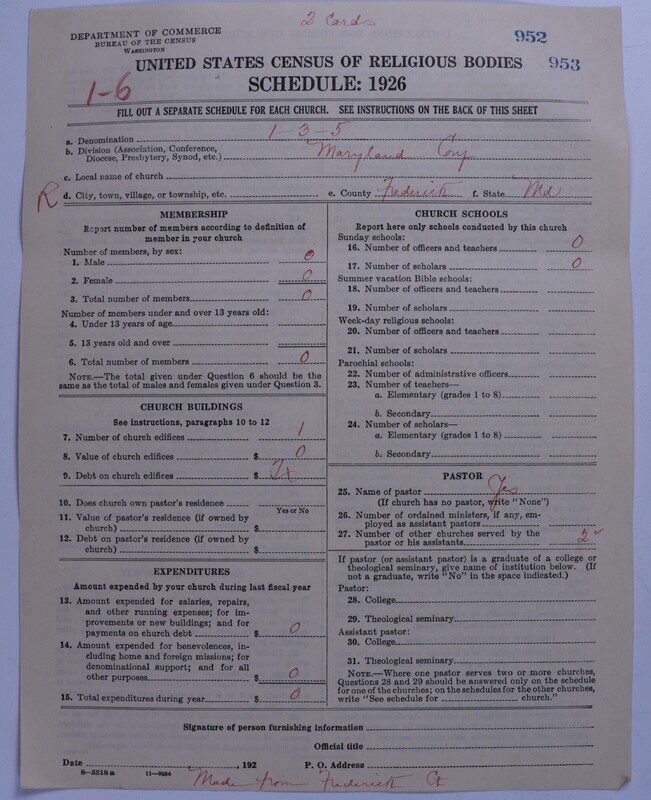 2 Cards
DEPARTMENT OF COMMERCE
BUREAU OF THE CENSUS
WASHINGTON
952
UNITED STATES CENSUS OF RELIGIOUS BODIES 953
1-6
SCHEDULE: 1926
FILL OUT A SEPARATE SCHEDULE FOR EACH CHURCH. SEE INSTRUCTIONS ON THE BACK OF THIS SHEET
a. Denomination 1-3-5
b. Division (Association, Conference,
Diocese, Presbytery, Synod, etc.) Maryland Conf
c. Local name of church
R d. City, town, village, or township, etc. e. County Frederick f. State Md
MEMBERSHIP
Report number of members according to definition of
member in your church
Number of members, by sex:
1. Male 0
2. Female 0
3. Total number of members 0
Number of members under and over 13 years old:
4. Under 13 years of age
5. 13 years old and over
6. Total number of members 0
NOTE.—The total given under Question 6 should be
same as the total of males and females given under Question 3.
CHURCH BUILDINGS
See instructions, paragraphs 10 to 12
7. Number of church edifices 1
8. Value of church edifices $ 0
9. Debt on church edifices $
10. Does church own pastor's residence
Yes or No
11. Value of pastor's residence (if owned by
church) $
12. Debt on pastor's residence (if owned by
church) $
EXPENDITURES
Amount expended by your church during last fiscal year
13. Amount expended for salaries, repairs,
and other running expenses; for im-
provements or new buildings; and for
payments on church debt $ 0
14. Amount expended for benevolences, in-
cluding home and foreign missions; for
denominational support; and for all
other purposes $ 0
15. Total expenditures during year $ 0
CHURCH SCHOOLS
Report here only schools conducted by this church
Sunday schools:
16. Number of officers and teachers 0
17. Number of scholars 0
Summer vacation Bible schools:
18. Number of officers and teachers
19. Number of scholars
Week-day religious schools:
20. Number of officers and teachers
21. Number of scholars
Parochial schools:
22. Number of administrative officers
23. Number of teachers—
a. Elementary (grades 1 to 8)
b. Secondary
24. Number of scholars—
a. Elementary (grades 1 to 8)
b. Secondary
PASTOR
25. Name of pastor Yes
(If church has no pastor, write "None")
26. Number of ordained ministers, if any, em-
ployed as assistant pastors
27. Number of other churches served by the
pastor or his assistants 2
If pastor (or assistant pastor) is a graduate of a college or
theological seminary, give name of institution below. (If
not a graduate, write "No" in the space indicated.)
Pastor:
28. College
29. Theological seminary
Assistant pastor:
30. College
31. Theological seminary
NOTE.—Where one pastor serves two or more churches,
Questions 28 and 29 should be answered only on the schedule
for one of the churches; on the schedules for the other churches,
write "See schedule for church."
Signature of person furnishing information
Official title
Date , 192 P. O. Address
8—5518a 11—9054
Made from Frederick Ct